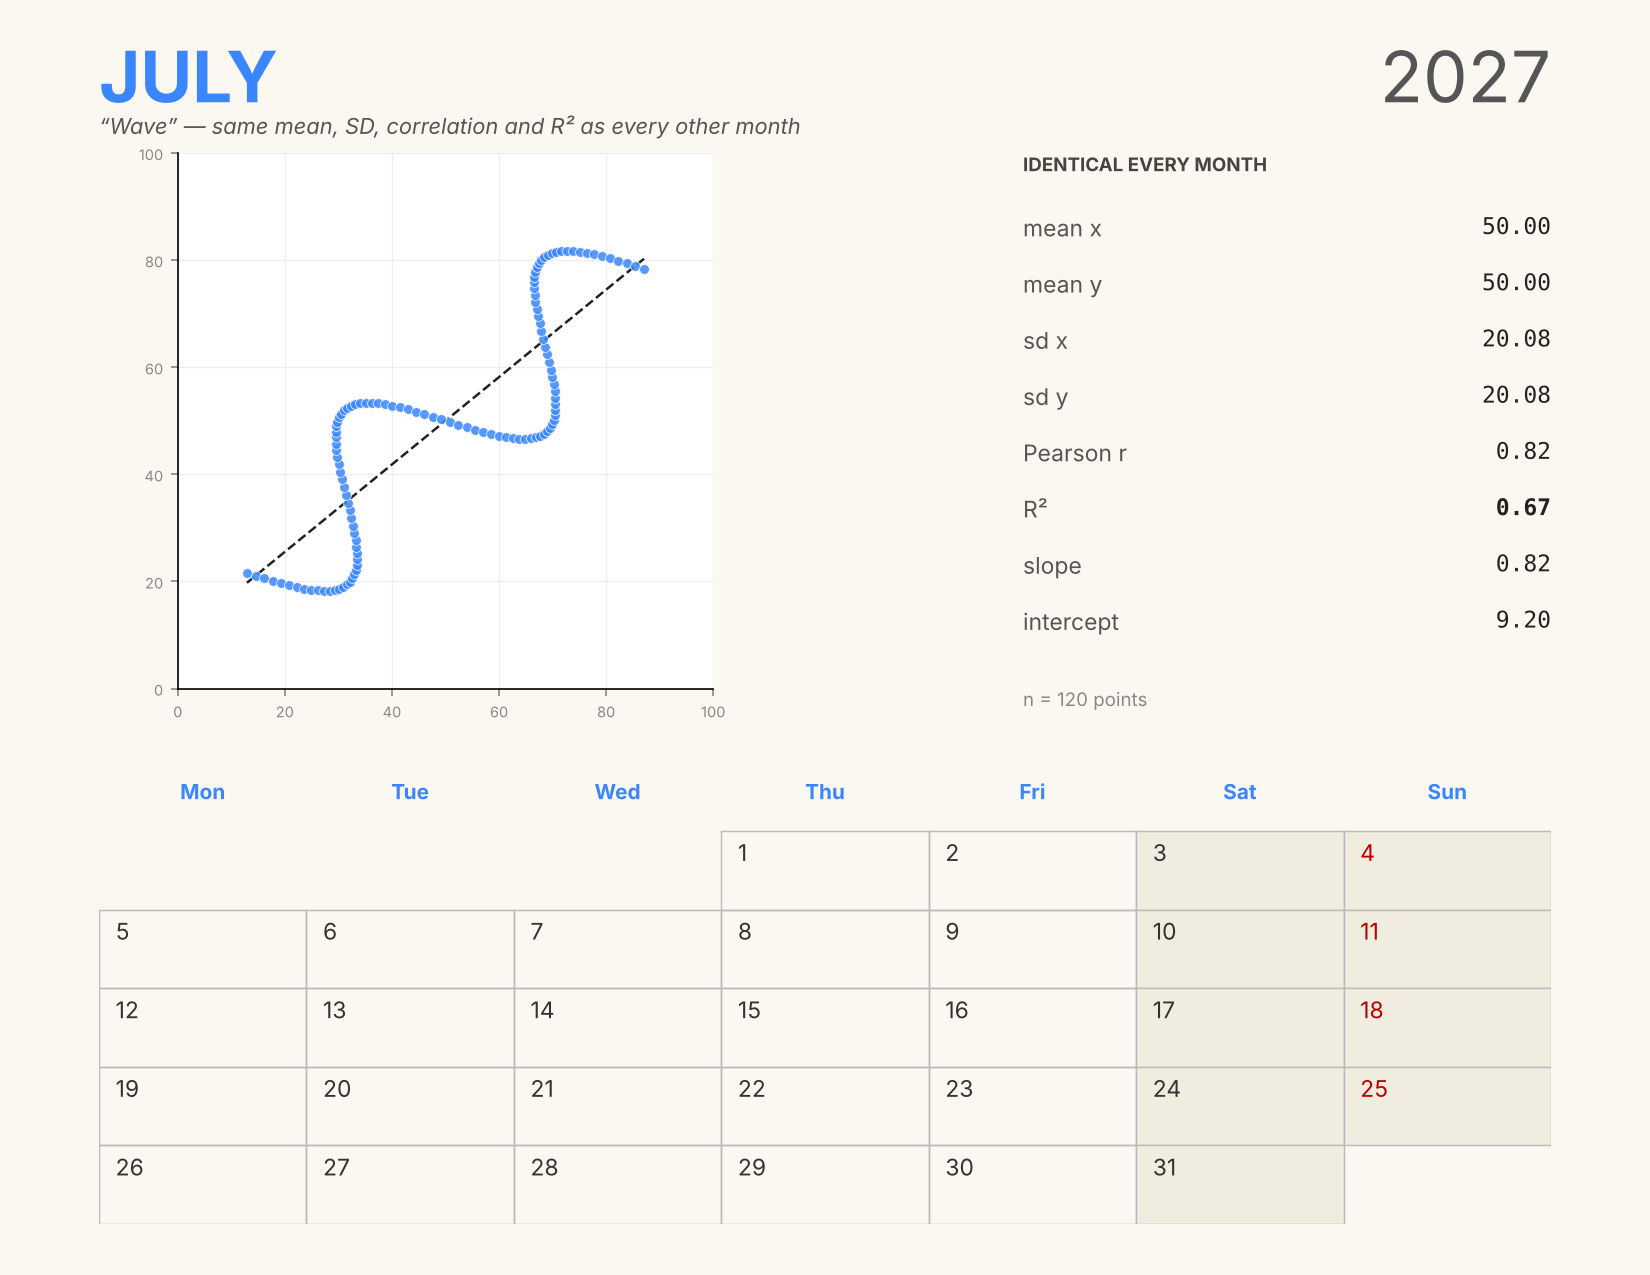 JULY 2027
“Wave” — same mean, SD, correlation and R² as every other month
100
80
60
40
20
0
0 20 40 60 80 100
IDENTICAL EVERY MONTH
mean x 50.00
mean y 50.00
sd x 20.08
sd y 20.08
Pearson r 0.82
R² 0.67
slope 0.82
intercept 9.20
n = 120 points
Mon Tue Wed Thu Fri Sat Sun
1 2 3 4
5 6 7 8 9 10 11
12 13 14 15 16 17 18
19 20 21 22 23 24 25
26 27 28 29 30 31